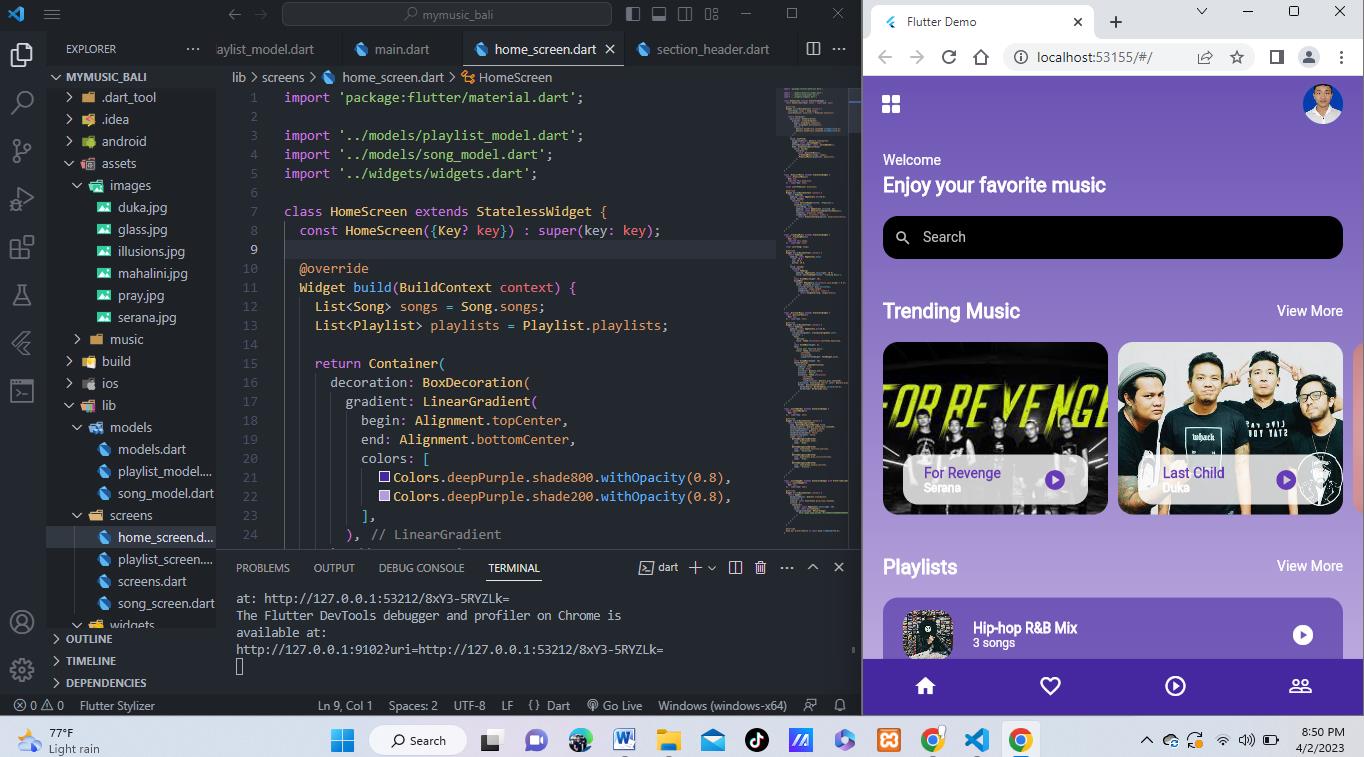 mymusic_bali
EXPLORER
aylist_model.dart
main.dart
home_screen.dart
section_header.dart
MYMUSIC_BALI
.dart_tool
.idea
android
assets
images
duka.jpg
glass.jpg
illusions.jpg
mahalini.jpg
pray.jpg
serana.jpg
music
build
ios
lib
models
models.dart
playlist_model....
song_model.dart
screens
home_screen.d...
playlist_screen....
screens.dart
song_screen.dart
widgets
OUTLINE
TIMELINE
DEPENDENCIES
lib > screens > home_screen.dart > HomeScreen
1 import 'package:flutter/material.dart';
2
3 import '../models/playlist_model.dart';
4 import '../models/song_model.dart';
5 import '../widgets/widgets.dart';
6
7 class HomeScreen extends StatelessWidget {
8 const HomeScreen({Key? key}) : super(key: key);
9
10 @override
11 Widget build(BuildContext context) {
12 List<Song> songs = Song.songs;
13 List<Playlist> playlists = Playlist.playlists;
14
15 return Container(
16 decoration: BoxDecoration(
17 gradient: LinearGradient(
18 begin: Alignment.topCenter,
19 end: Alignment.bottomCenter,
20 colors: [
21 Colors.deepPurple.shade800.withOpacity(0.8),
22 Colors.deepPurple.shade200.withOpacity(0.8),
23 ],
24 ), // LinearGradient
PROBLEMS OUTPUT DEBUG CONSOLE TERMINAL
dart
at: http://127.0.0.1:53212/8xY3-5RYZLk=
The Flutter DevTools debugger and profiler on Chrome is
available at:
http://127.0.0.1:9102?uri=http://127.0.0.1:53212/8xY3-5RYZLk=
0 0 Flutter Stylizer Ln 9, Col 1 Spaces: 2 UTF-8 LF {} Dart Go Live Windows (windows-x64)
Flutter Demo
localhost:53155/#/
Welcome
Enjoy your favorite music
Search
Trending Music
View More
FOR REVENGE
For Revenge
Serana
whack
Last Child
Duka
Playlists
View More
Hip-hop R&B Mix
3 songs
77°F
Light rain
Search
8:50 PM
4/2/2023